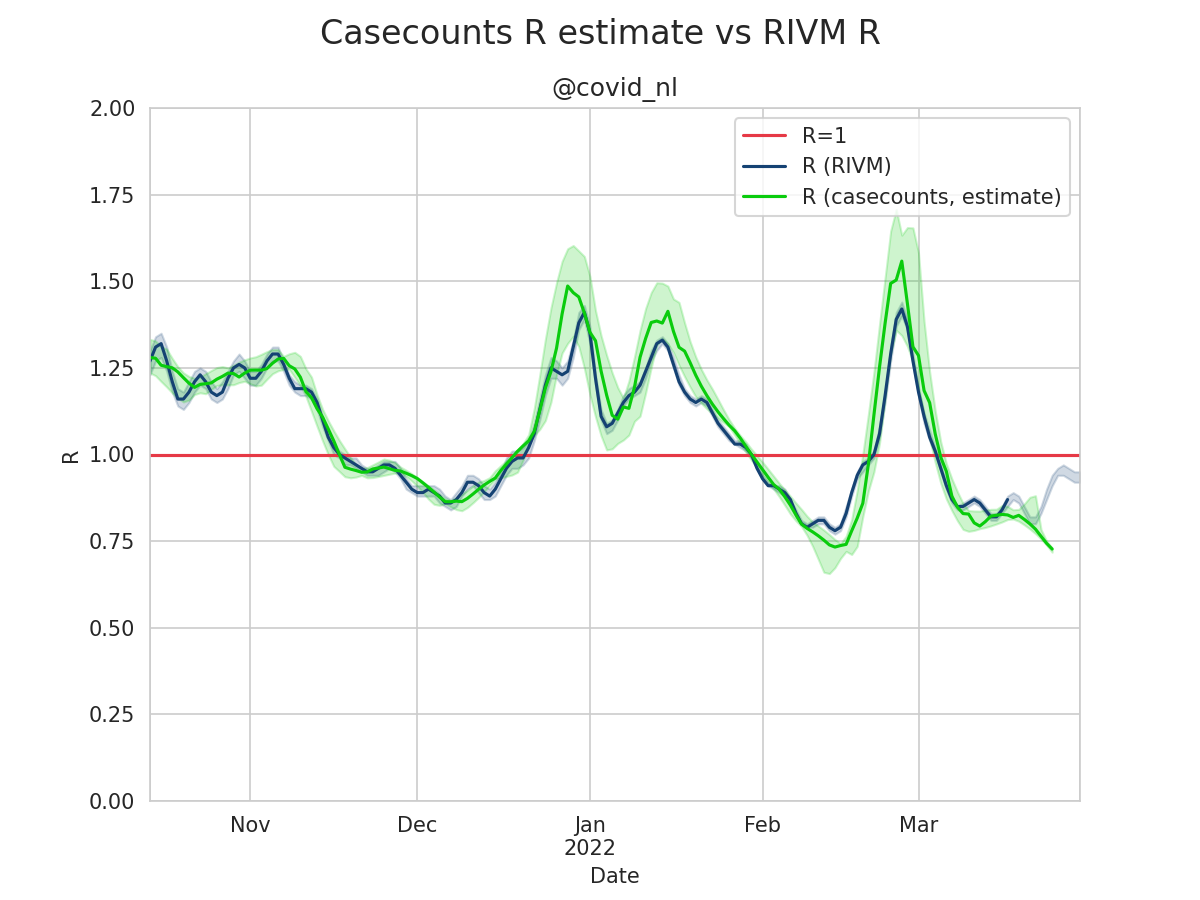 Casecounts R estimate vs RIVM R
@covid_nl
R=1
R (RIVM)
R (casecounts, estimate)
2.00
1.75
1.50
1.25
1.00
0.75
0.50
0.25
0.00
R
Nov
Dec
Jan
2022
Feb
Mar
Date